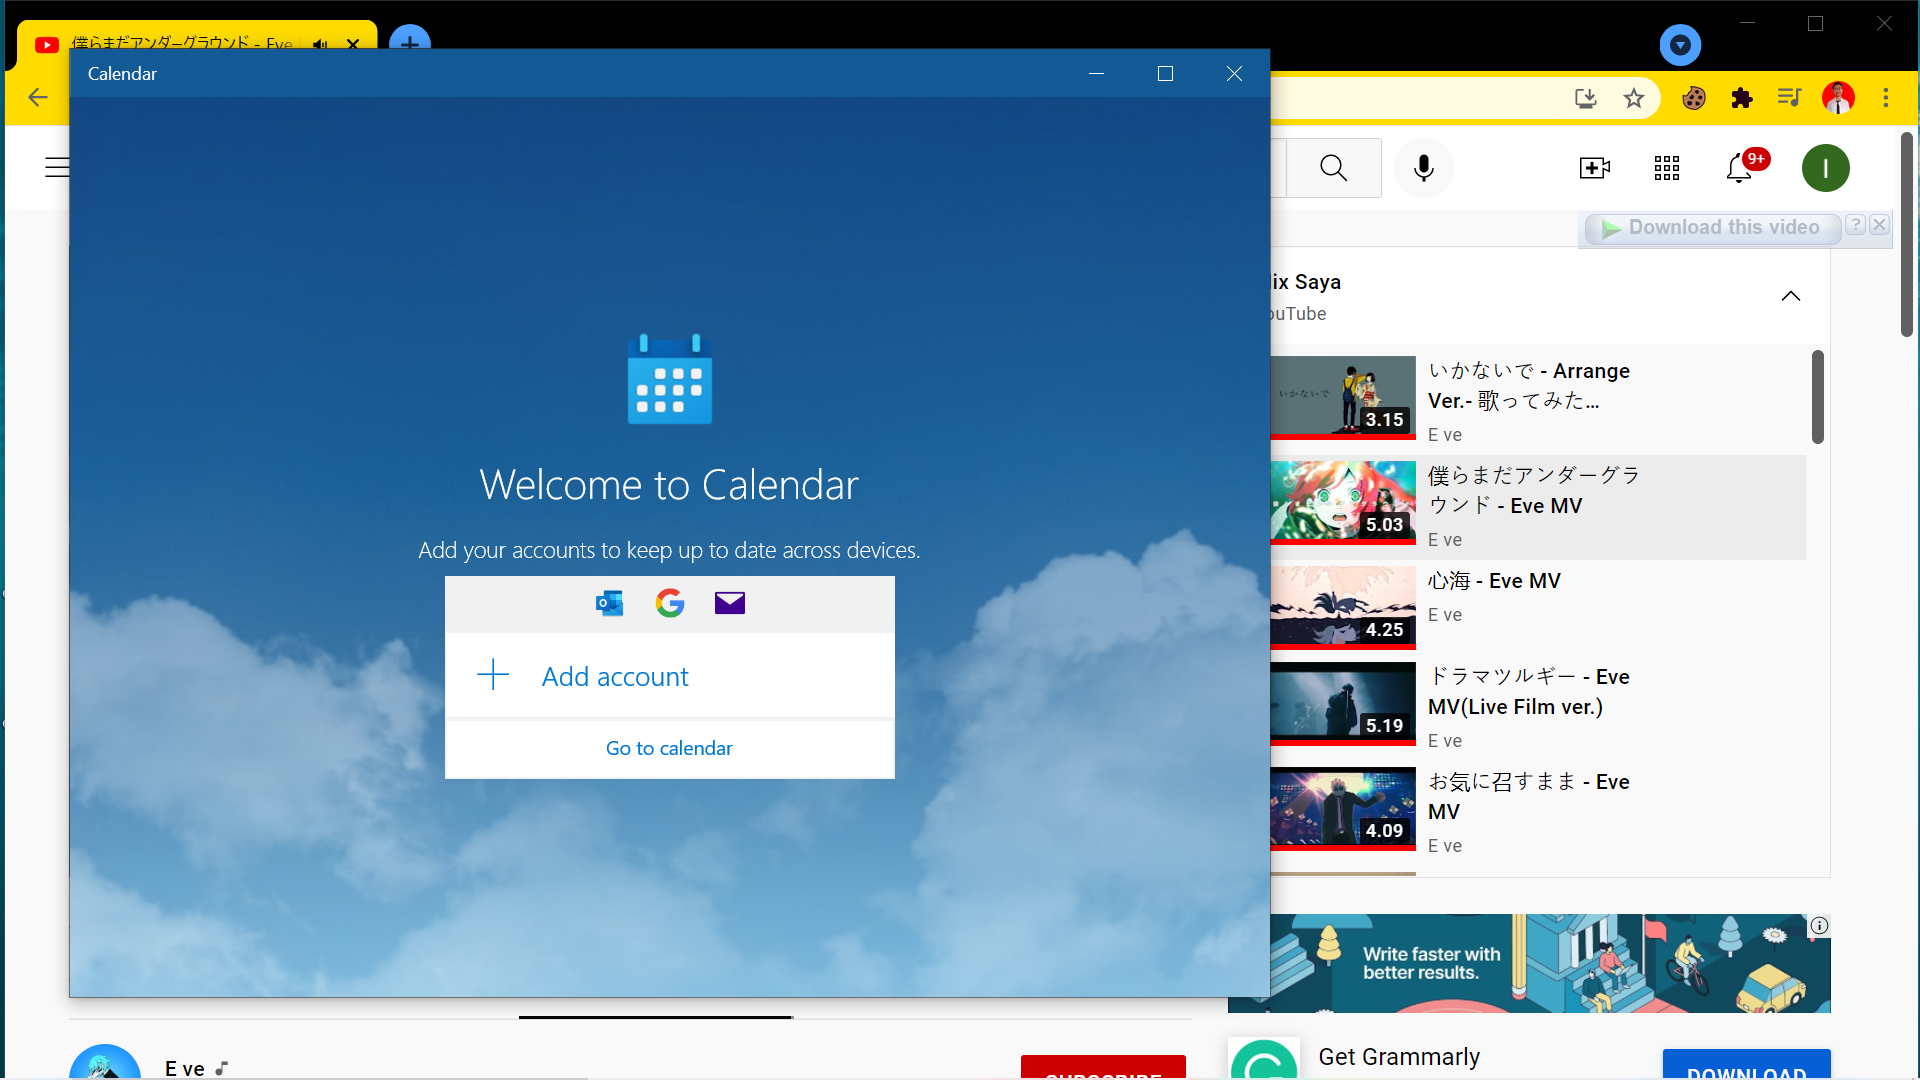 僕らまだアンダーグラウンド - Eve
Calendar
9+
I
Download this video
?
lix Saya
ouTube
いかないで
3.15
いかないで - Arrange
Ver.- 歌ってみた...
E ve
5.03
僕らまだアンダーグラ
ウンド - Eve MV
E ve
4.25
心海 - Eve MV
E ve
5.19
ドラマツルギー - Eve
MV(Live Film ver.)
E ve
4.09
お気に召すまま - Eve
MV
E ve
Welcome to Calendar
Add your accounts to keep up to date across devices.
Add account
Go to calendar
Write faster with
better results.
E ve
SUBSCRIBE
Get Grammarly
DOWNLOAD